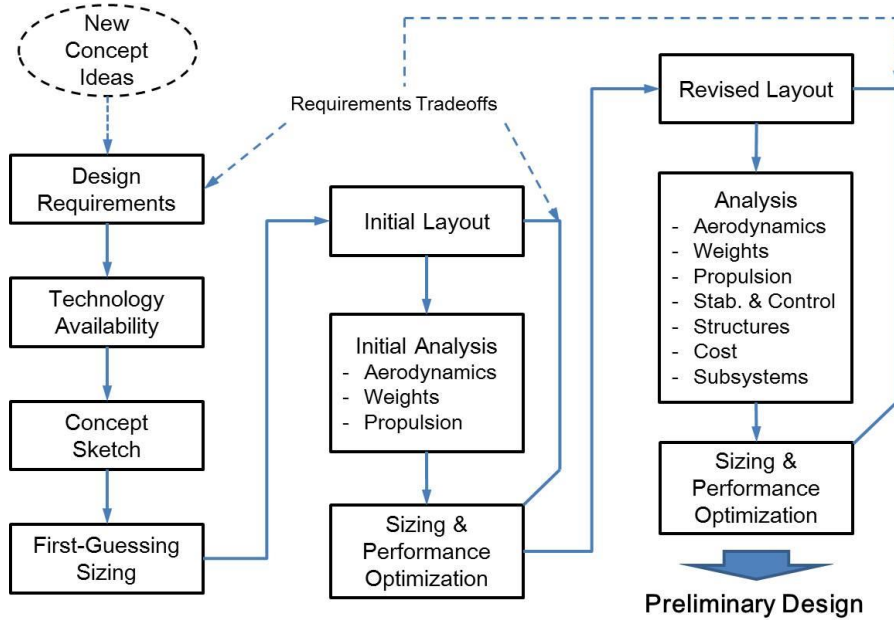 New
Concept
Ideas
Design
Requirements
Technology
Availability
Concept
Sketch
First-Guessing
Sizing
Requirements Tradeoffs
Initial Layout
Initial Analysis
- Aerodynamics
- Weights
- Propulsion
Sizing &
Performance
Optimization
Revised Layout
Analysis
- Aerodynamics
- Weights
- Propulsion
- Stab. & Control
- Structures
- Cost
- Subsystems
Sizing &
Performance
Optimization
Preliminary Design